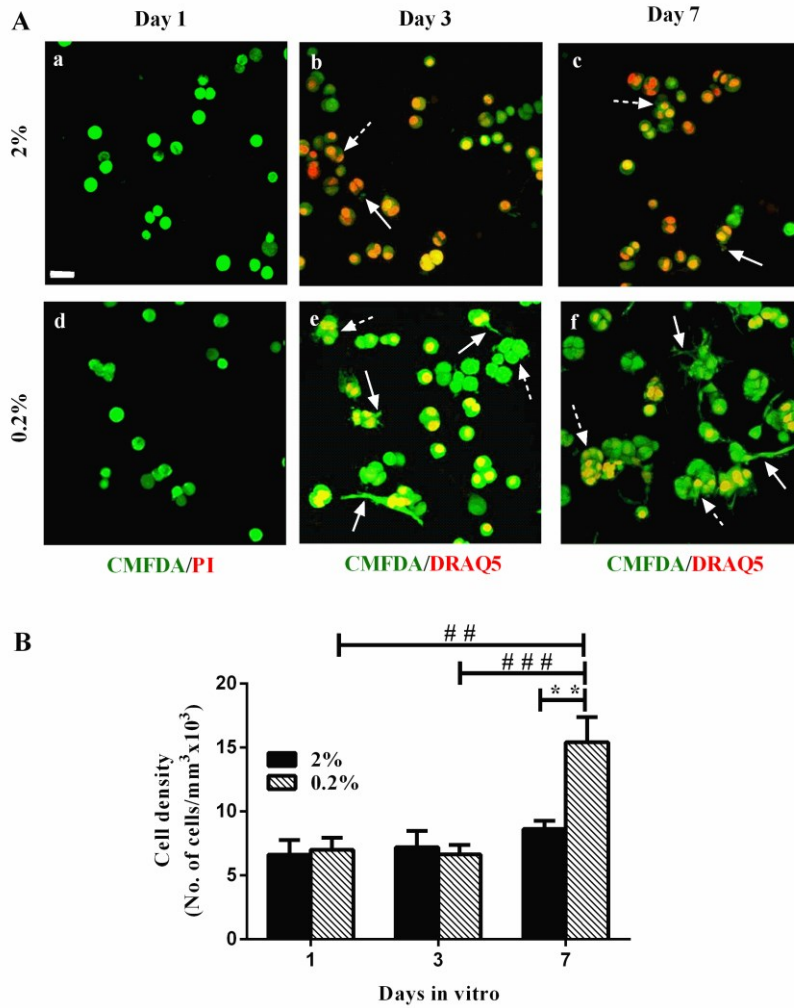 A
Day 1
Day 3
Day 7
2%
a
b
c
0.2%
d
e
f
CMFDA/PI
CMFDA/DRAQ5
CMFDA/DRAQ5
B
# #
# # #
* *
Cell density
(No. of cells/mm³x10³)
20
15
10
5
0
2%
0.2%
1
3
7
Days in vitro